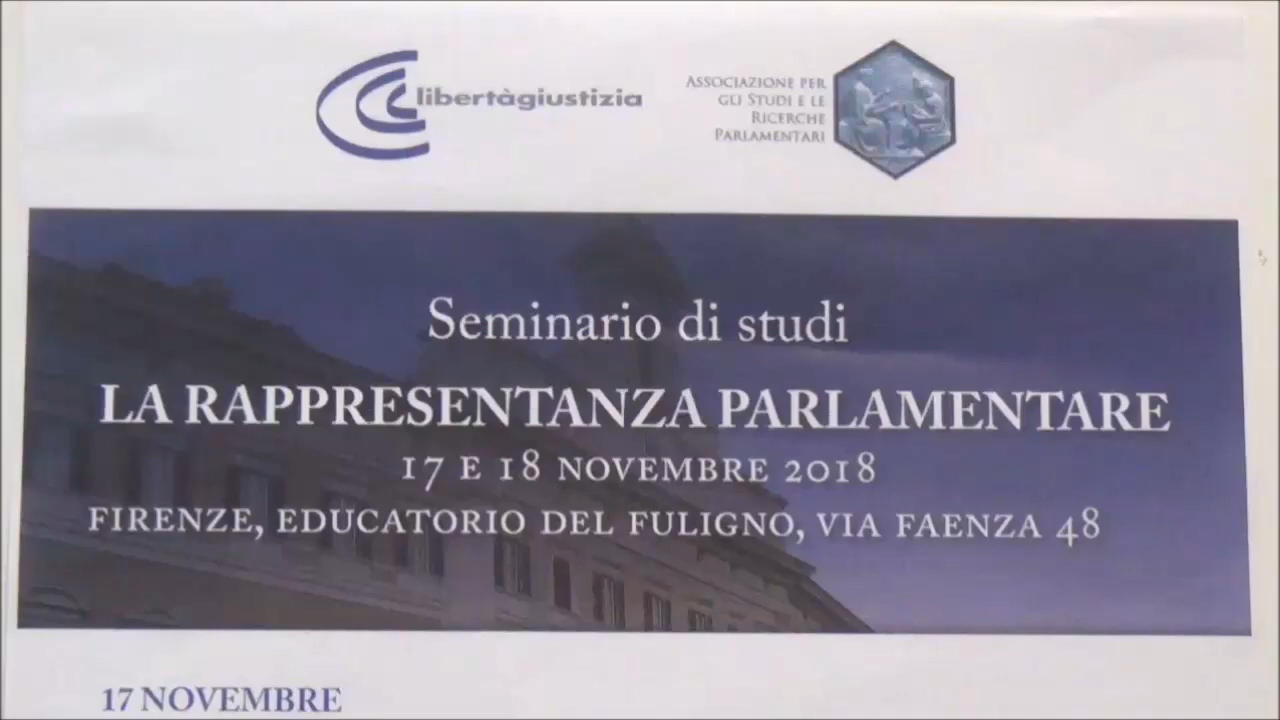 libertàgiustizia
ASSOCIAZIONE PER
GLI STUDI E LE
RICERCHE
PARLAMENTARI
Seminario di studi
LA RAPPRESENTANZA PARLAMENTARE
17 E 18 NOVEMBRE 2018
FIRENZE, EDUCATORIO DEL FULIGNO, VIA FAENZA 48
17 NOVEMBRE